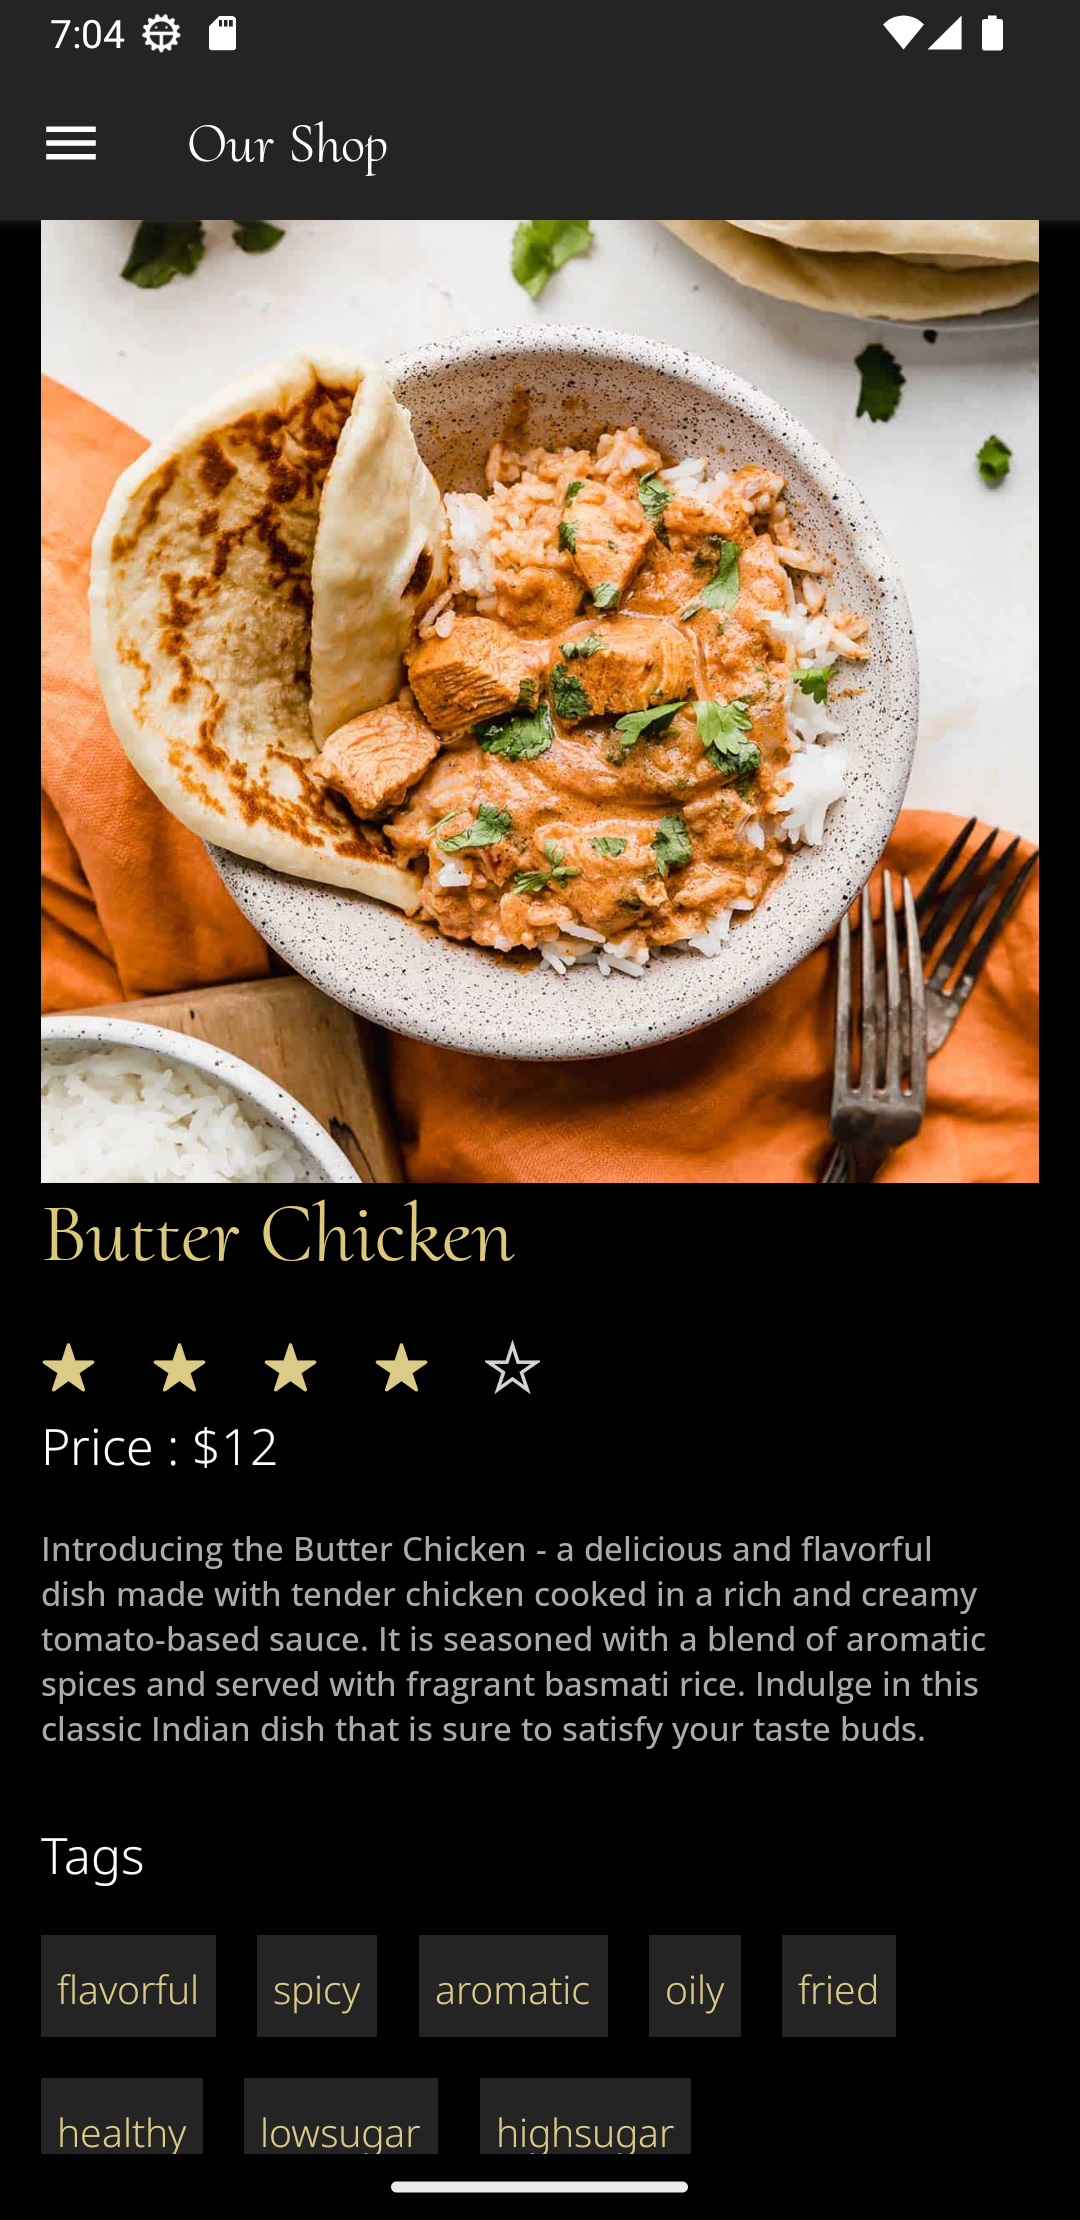 7:04
Our Shop
Butter Chicken
Price : $12
Introducing the Butter Chicken - a delicious and flavorful
dish made with tender chicken cooked in a rich and creamy
tomato-based sauce. It is seasoned with a blend of aromatic
spices and served with fragrant basmati rice. Indulge in this
classic Indian dish that is sure to satisfy your taste buds.
Tags
flavorful spicy aromatic oily fried
healthy lowsugar highsugar